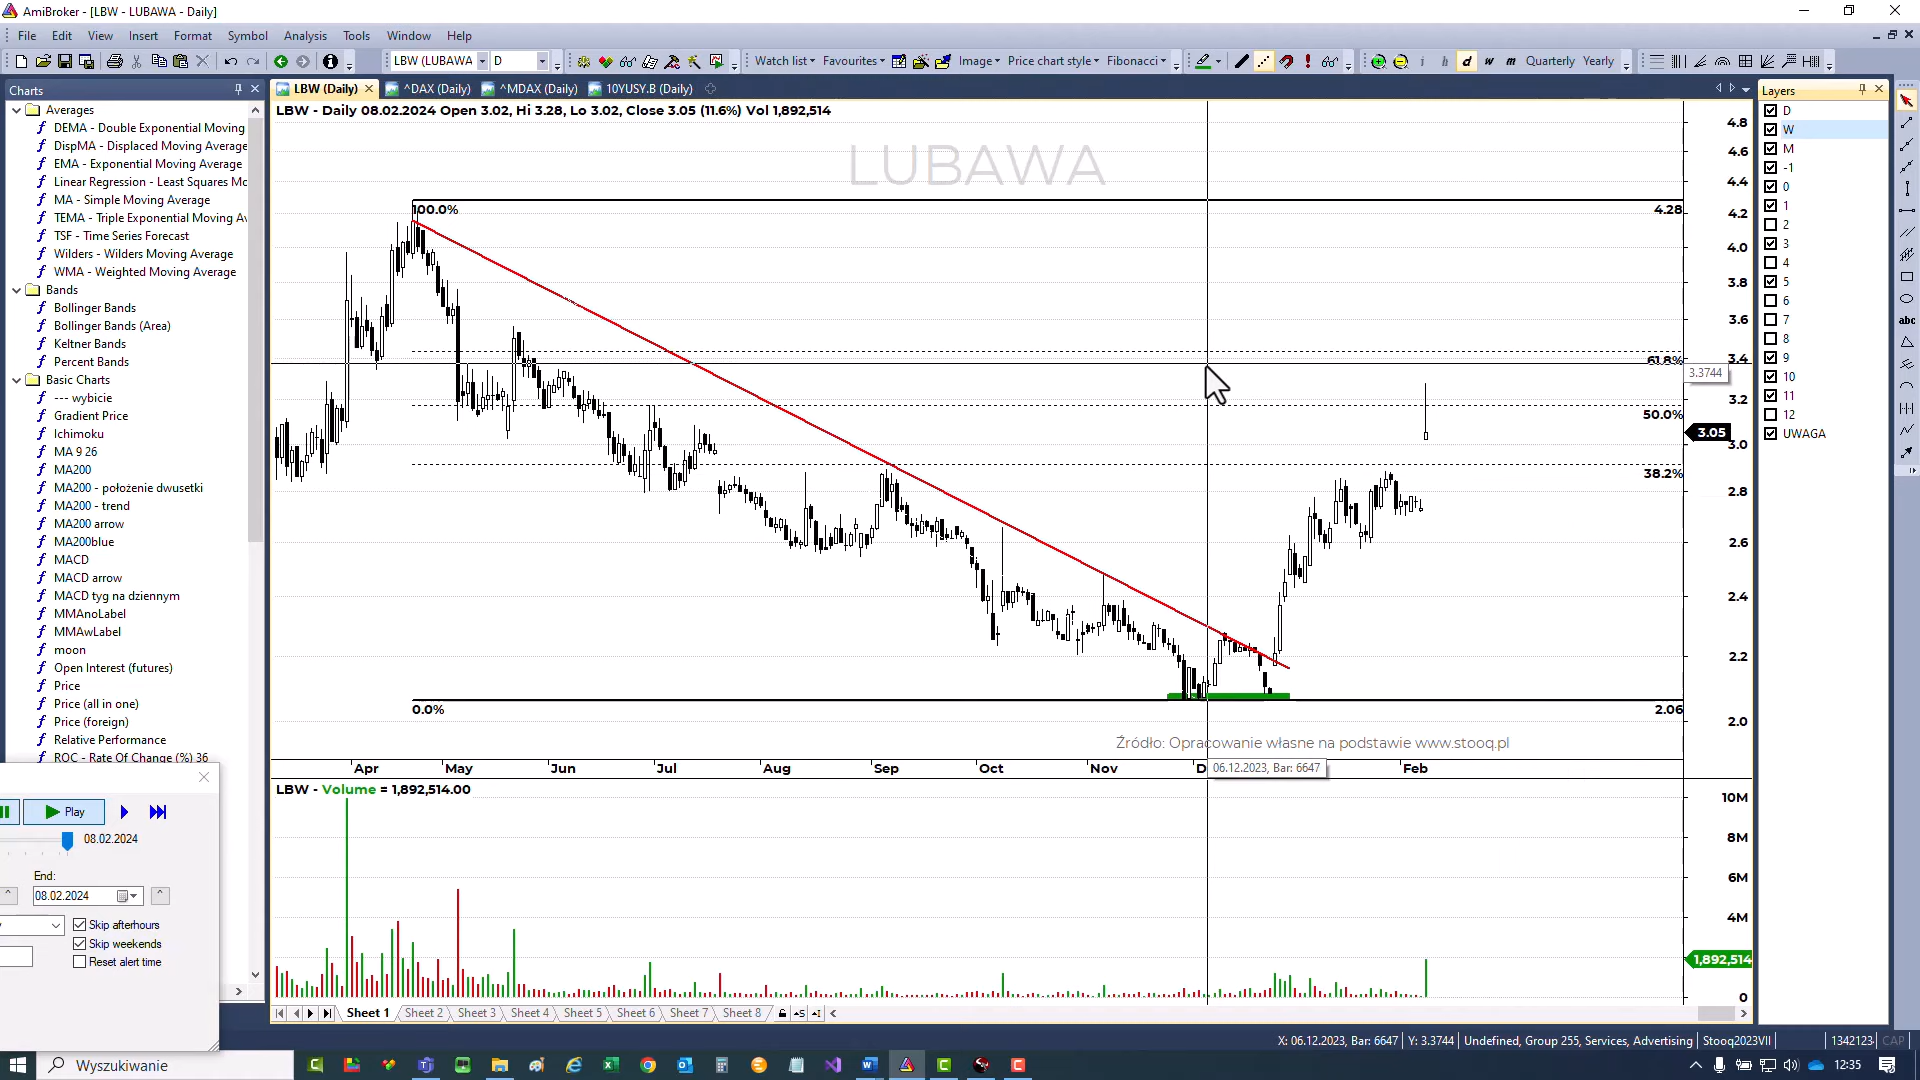 AmiBroker - [LBW - LUBAWA - Daily]
File Edit View Insert Format Symbol Analysis Tools Window Help
LBW (LUBAWA D Watch list Favourites Image Price chart style Fibonacci i h d w m Quarterly Yearly
Charts
LBW (Daily) ^DAX (Daily) ^MDAX (Daily) 10YUSY.B (Daily)
Layers
Averages
DEMA - Double Exponential Moving
DispMA - Displaced Moving Average
EMA - Exponential Moving Average
Linear Regression - Least Squares Mo
MA - Simple Moving Average
TEMA - Triple Exponential Moving Av
TSF - Time Series Forecast
Wilders - Wilders Moving Average
WMA - Weighted Moving Average
Bands
Bollinger Bands
Bollinger Bands (Area)
Keltner Bands
Percent Bands
Basic Charts
--- wybicie
Gradient Price
Ichimoku
MA 9 26
MA200
MA200 - położenie dwusetki
MA200 - trend
MA200 arrow
MA200blue
MACD
MACD arrow
MACD tyg na dziennym
MMAnoLabel
MMAwLabel
moon
Open Interest (futures)
Price
Price (all in one)
Price (foreign)
Relative Performance
ROC - Rate Of Change (%) 36
Play
08.02.2024
End:
08.02.2024
Skip afterhours
Skip weekends
Reset alert time
LBW - Daily 08.02.2024 Open 3.02, Hi 3.28, Lo 3.02, Close 3.05 (11.6%) Vol 1,892,514
LUBAWA
100.0%
4.28
61.8%
3.3744
50.0%
3.05
38.2%
0.0%
2.06
4.8
4.6
4.4
4.2
4.0
3.8
3.6
3.4
3.2
3.0
2.8
2.6
2.4
2.2
2.0
Źródło: Opracowanie własne na podstawie www.stooq.pl
Apr May Jun Jul Aug Sep Oct Nov D 06.12.2023, Bar: 6647 Feb
LBW - Volume = 1,892,514.00
10M
8M
6M
4M
1,892,514
0
Sheet 1 Sheet 2 Sheet 3 Sheet 4 Sheet 5 Sheet 6 Sheet 7 Sheet 8
D
W
M
-1
0
1
2
3
4
5
6
7
8
9
10
11
12
UWAGA
abc
X: 06.12.2023, Bar: 6647 Y: 3.3744 Undefined, Group 255, Services, Advertising Stooq2023VII 1342123 CAP
Wyszukiwanie
12:35